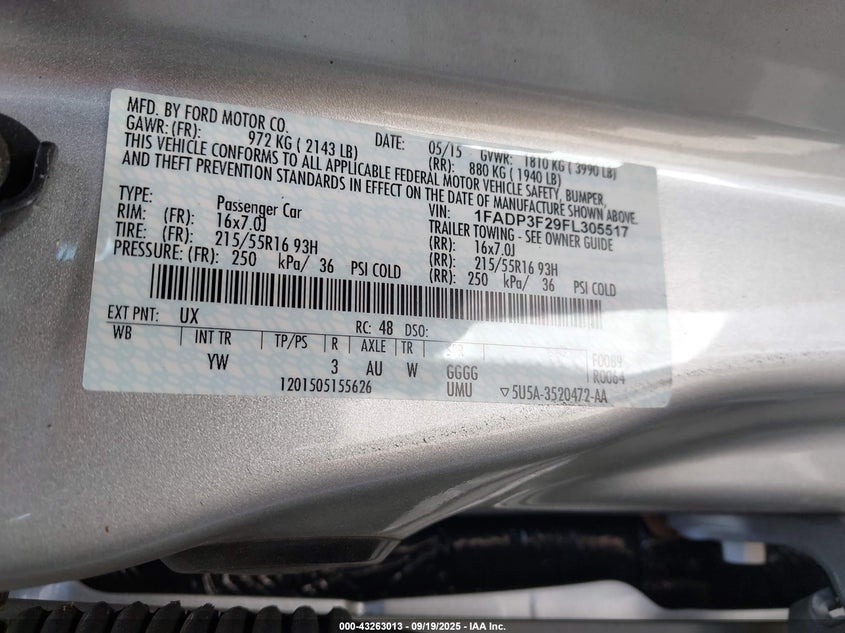 MFD. BY FORD MOTOR CO. DATE: 05/15 GVWR: 1810 KG ( 3990 LB)
GAWR: (FR): 972 KG ( 2143 LB) (RR): 880 KG ( 1940 LB)
THIS VEHICLE CONFORMS TO ALL APPLICABLE FEDERAL MOTOR VEHICLE SAFETY, BUMPER,
AND THEFT PREVENTION STANDARDS IN EFFECT ON THE DATE OF MANUFACTURE SHOWN ABOVE.
VIN: 1FADP3F29FL305517
TYPE: Passenger Car TRAILER TOWING - SEE OWNER GUIDE
RIM: (FR): 16x7.0J (RR): 16x7.0J
TIRE: (FR): 215/55R16 93H (RR): 215/55R16 93H
PRESSURE: (FR): 250 kPa/ 36 PSI COLD (RR): 250 kPa/ 36 PSI COLD
EXT PNT: UX RC: 48 DSO:
WB INT TR TP/PS R AXLE TR
YW 3 AU W GGGG
UMU
F0089
R0084
1201505155626 ▽5U5A-3520472-AA
000-43263013 - 09/19/2025 - IAA Inc.